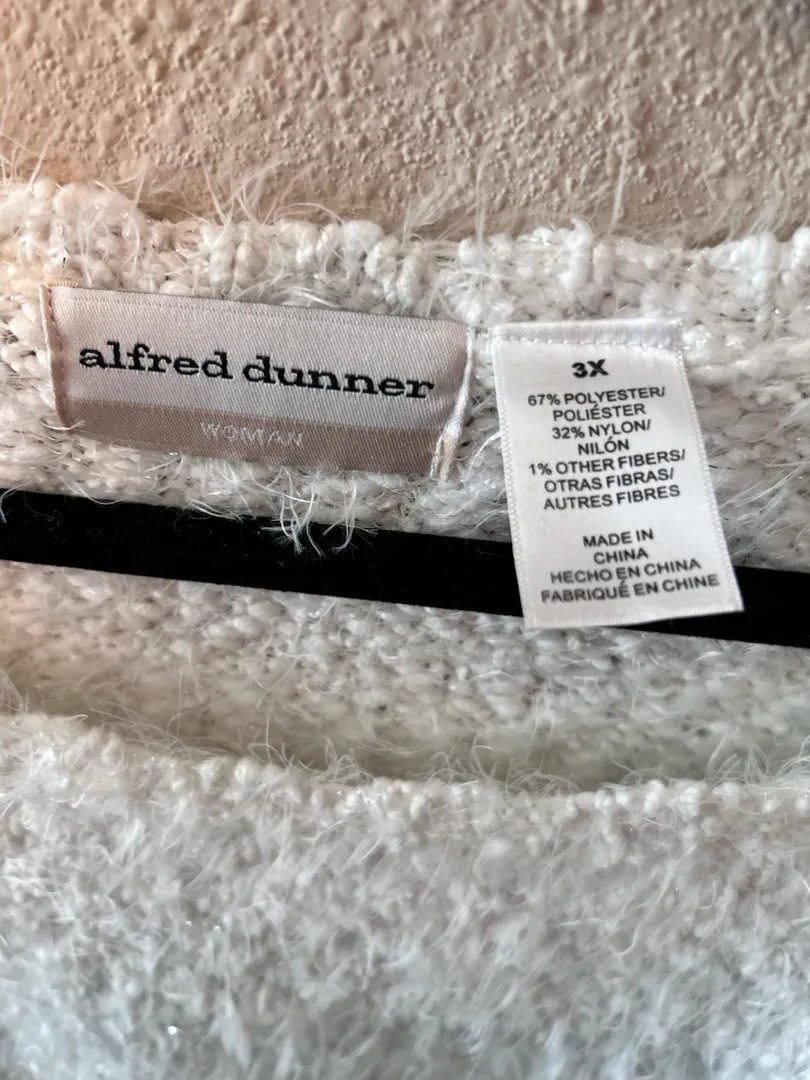 alfred dunner
WOMAN
3X
67% POLYESTER/
POLIÉSTER
32% NYLON/
NILÓN
1% OTHER FIBERS/
OTRAS FIBRAS/
AUTRES FIBRES
MADE IN
CHINA
HECHO EN CHINA
FABRIQUÉ EN CHINE